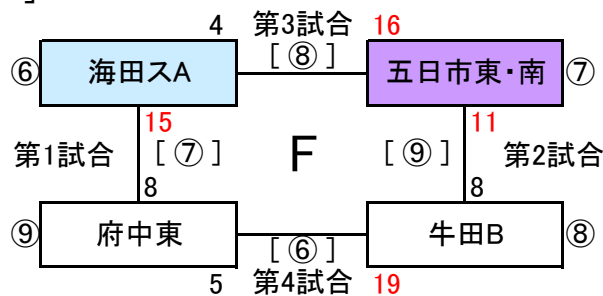 ]
4 第3試合 16
⑥ 海田スA [ ⑧ ] 五日市東・南 ⑦
15 11
第1試合 [ ⑦ ] F [ ⑨ ] 第2試合
8 8
⑨ 府中東 [ ⑥ ] 牛田B ⑧
5 第4試合 19